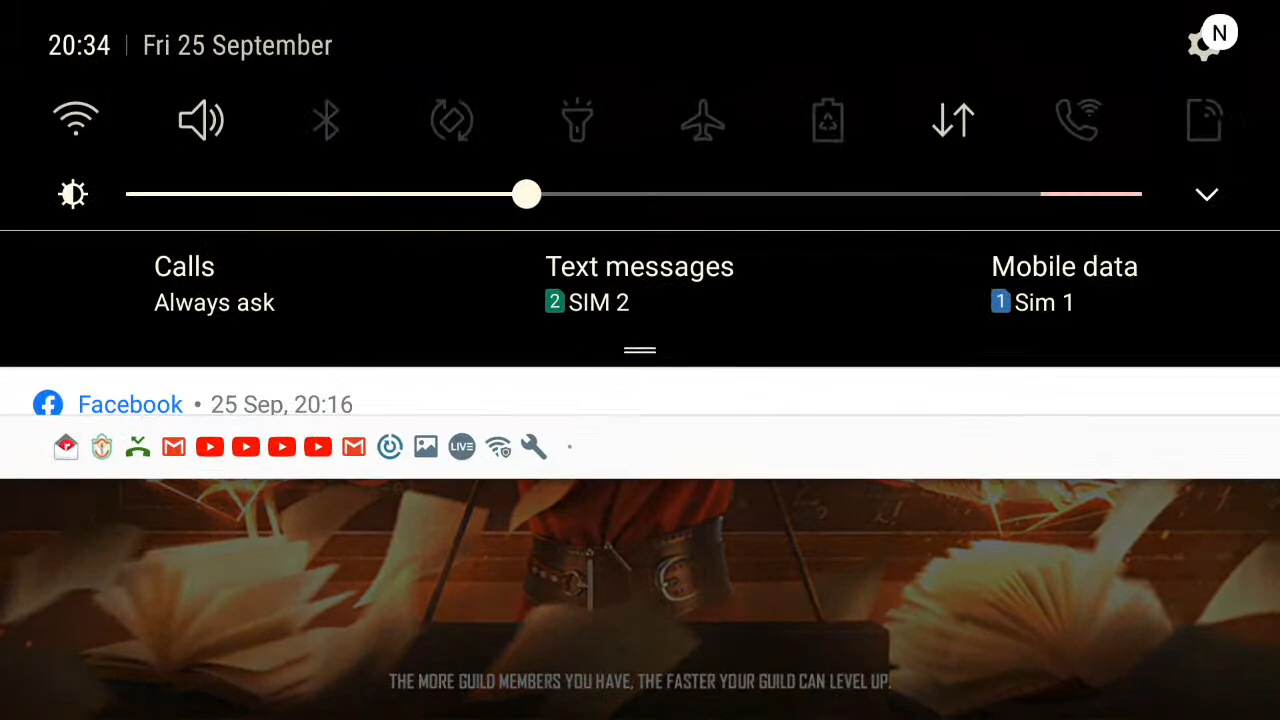 20:34 | Fri 25 September
N
Calls
Always ask
Text messages
2 SIM 2
Mobile data
1 Sim 1
Facebook • 25 Sep, 20:16
LIVE
THE MORE GUILD MEMBERS YOU HAVE, THE FASTER YOUR GUILD CAN LEVEL UP.